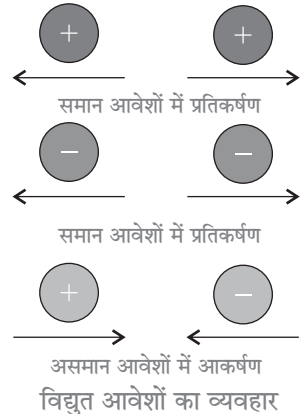 + +
समान आवेशों में प्रतिकर्षण
− −
समान आवेशों में प्रतिकर्षण
+ −
असमान आवेशों में आकर्षण
विद्युत आवेशों का व्यवहार